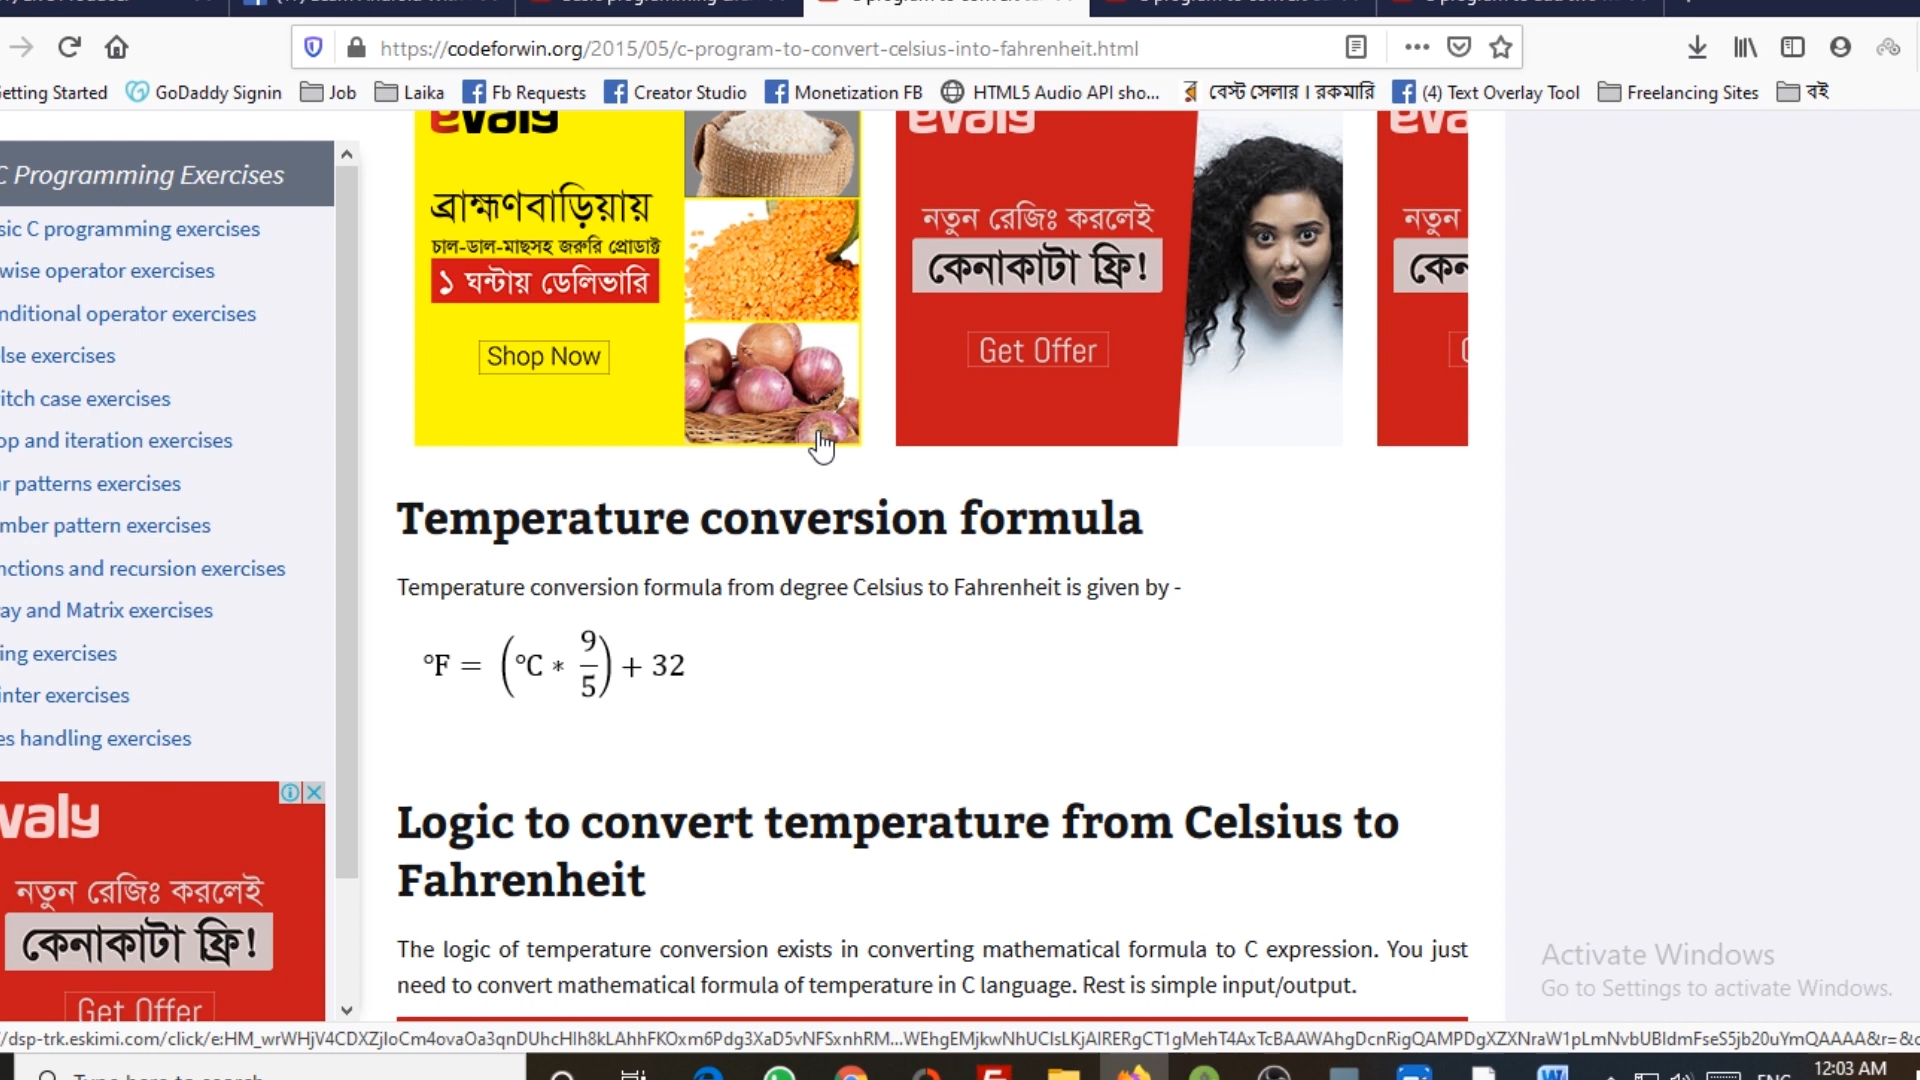 https://codeforwin.org/2015/05/c-program-to-convert-celsius-into-fahrenheit.html
etting Started GoDaddy Signin Job Laika Fb Requests Creator Studio Monetization FB HTML5 Audio API sho... বেস্ট সেলার । রকমারি (4) Text Overlay Tool Freelancing Sites বই
evaly
ব্রাহ্মণবাড়িয়ায়
চাল-ডাল-মাছসহ জরুরি প্রোডাক্ট
১ ঘন্টায় ডেলিভারি
Shop Now
evaly
নতুন রেজিঃ করলেই
কেনাকাটা ফ্রি!
Get Offer
eva
নতুন
কেন
C Programming Exercises
sic C programming exercises
wise operator exercises
nditional operator exercises
lse exercises
itch case exercises
op and iteration exercises
ar patterns exercises
mber pattern exercises
nctions and recursion exercises
ray and Matrix exercises
ing exercises
inter exercises
es handling exercises
valy
নতুন রেজিঃ করলেই
কেনাকাটা ফ্রি!
Get Offer
Temperature conversion formula
Temperature conversion formula from degree Celsius to Fahrenheit is given by -
°F = (°C * 9/5) + 32
Logic to convert temperature from Celsius to
Fahrenheit
The logic of temperature conversion exists in converting mathematical formula to C expression. You just
need to convert mathematical formula of temperature in C language. Rest is simple input/output.
Activate Windows
Go to Settings to activate Windows.
12:03 AM